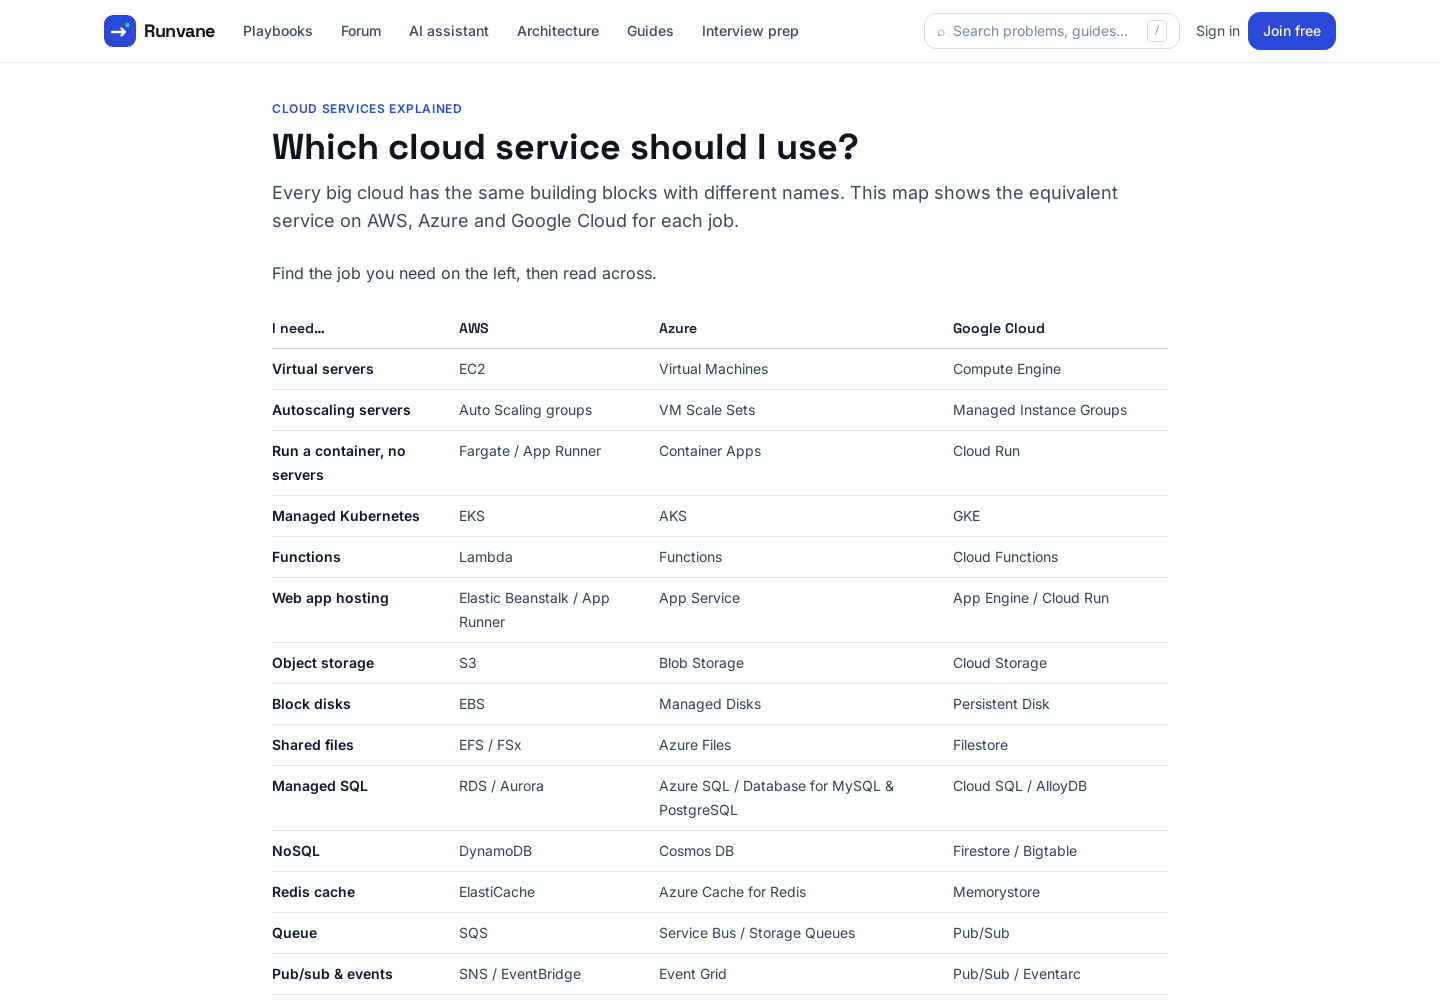 Runvane Playbooks Forum AI assistant Architecture Guides Interview prep Search problems, guides... / Sign in Join free
CLOUD SERVICES EXPLAINED
Which cloud service should I use?
Every big cloud has the same building blocks with different names. This map shows the equivalent
service on AWS, Azure and Google Cloud for each job.
Find the job you need on the left, then read across.
I need... AWS Azure Google Cloud
Virtual servers EC2 Virtual Machines Compute Engine
Autoscaling servers Auto Scaling groups VM Scale Sets Managed Instance Groups
Run a container, no Fargate / App Runner Container Apps Cloud Run
servers
Managed Kubernetes EKS AKS GKE
Functions Lambda Functions Cloud Functions
Web app hosting Elastic Beanstalk / App App Service App Engine / Cloud Run
Runner
Object storage S3 Blob Storage Cloud Storage
Block disks EBS Managed Disks Persistent Disk
Shared files EFS / FSx Azure Files Filestore
Managed SQL RDS / Aurora Azure SQL / Database for MySQL & Cloud SQL / AlloyDB
PostgreSQL
NoSQL DynamoDB Cosmos DB Firestore / Bigtable
Redis cache ElastiCache Azure Cache for Redis Memorystore
Queue SQS Service Bus / Storage Queues Pub/Sub
Pub/sub & events SNS / EventBridge Event Grid Pub/Sub / Eventarc